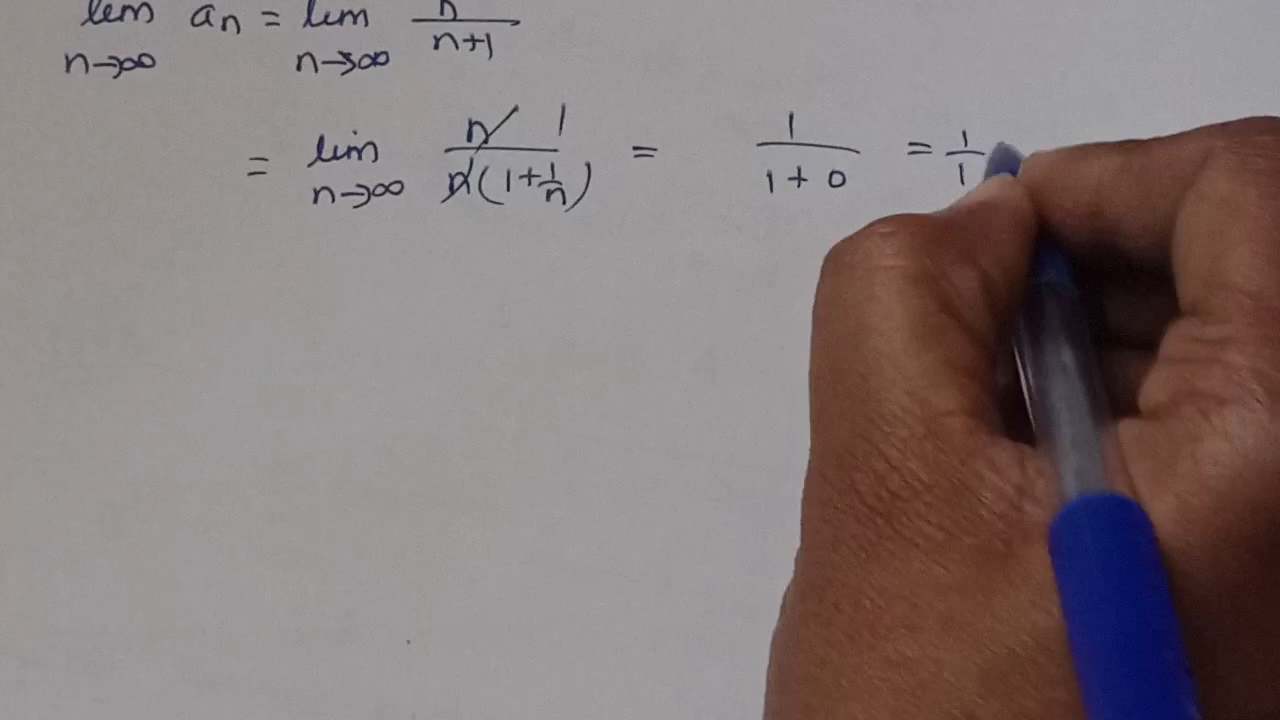 lim aₙ = lim n/(n+1)
n→∞ n→∞
= lim n/ n(1+1/n) 1 = 1/(1+0) = 1/1
n→∞